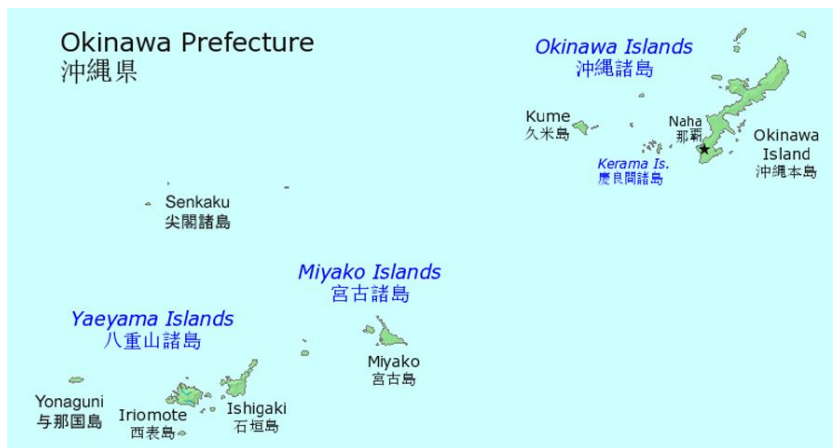 Okinawa Prefecture
沖縄県
Okinawa Islands
沖縄諸島
Kume
久米島
Naha
那覇
Kerama Is.
慶良間諸島
Okinawa
Island
沖縄本島
Senkaku
尖閣諸島
Miyako Islands
宮古諸島
Miyako
宮古島
Yaeyama Islands
八重山諸島
Yonaguni
与那国島
Iriomote
西表島
Ishigaki
石垣島